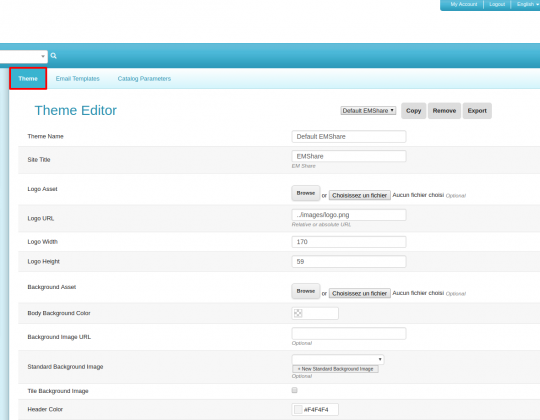 My Account Logout English
Theme Email Templates Catalog Parameters
Theme Editor Default EMShare Copy Remove Export
Theme Name Default EMShare
Site Title EMShare
EM Share
Logo Asset Browse or Choisissez un fichier Aucun fichier choisi Optional
Logo URL ../images/logo.png
Relative or absolute URL
Logo Width 170
Logo Height 59
Background Asset Browse or Choisissez un fichier Aucun fichier choisi Optional
Body Background Color
Background Image URL
Optional
Standard Background Image
+ New Standard Background Image
Optional
Tile Background Image
Header Color #F4F4F4